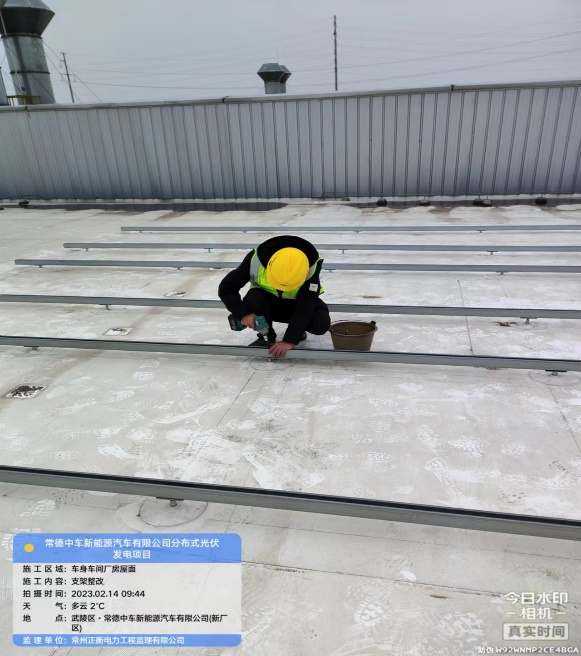 常德中车新能源汽车有限公司分布式光伏
发电项目
施工区域：车身车间厂房屋面
施工内容：支架整改
拍摄时间：2023.02.14 09:44
天 气：多云 2℃
地 点：武陵区·常德中车新能源汽车有限公司(新厂
区)
监理单位：常州正衡电力工程监理有限公司
今日水印
相机
真实时间
防伪 W92WNMP2CE4BGA